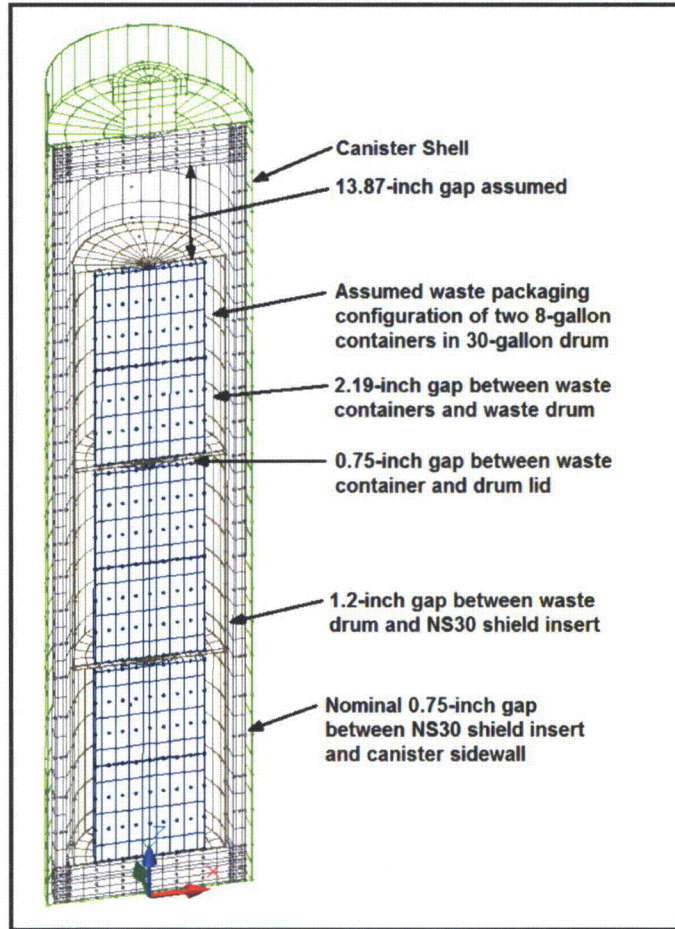 Canister Shell
13.87-inch gap assumed
Assumed waste packaging
configuration of two 8-gallon
containers in 30-gallon drum
2.19-inch gap between waste
containers and waste drum
0.75-inch gap between waste
container and drum lid
1.2-inch gap between waste
drum and NS30 shield insert
Nominal 0.75-inch gap
between NS30 shield insert
and canister sidewall
Z
X